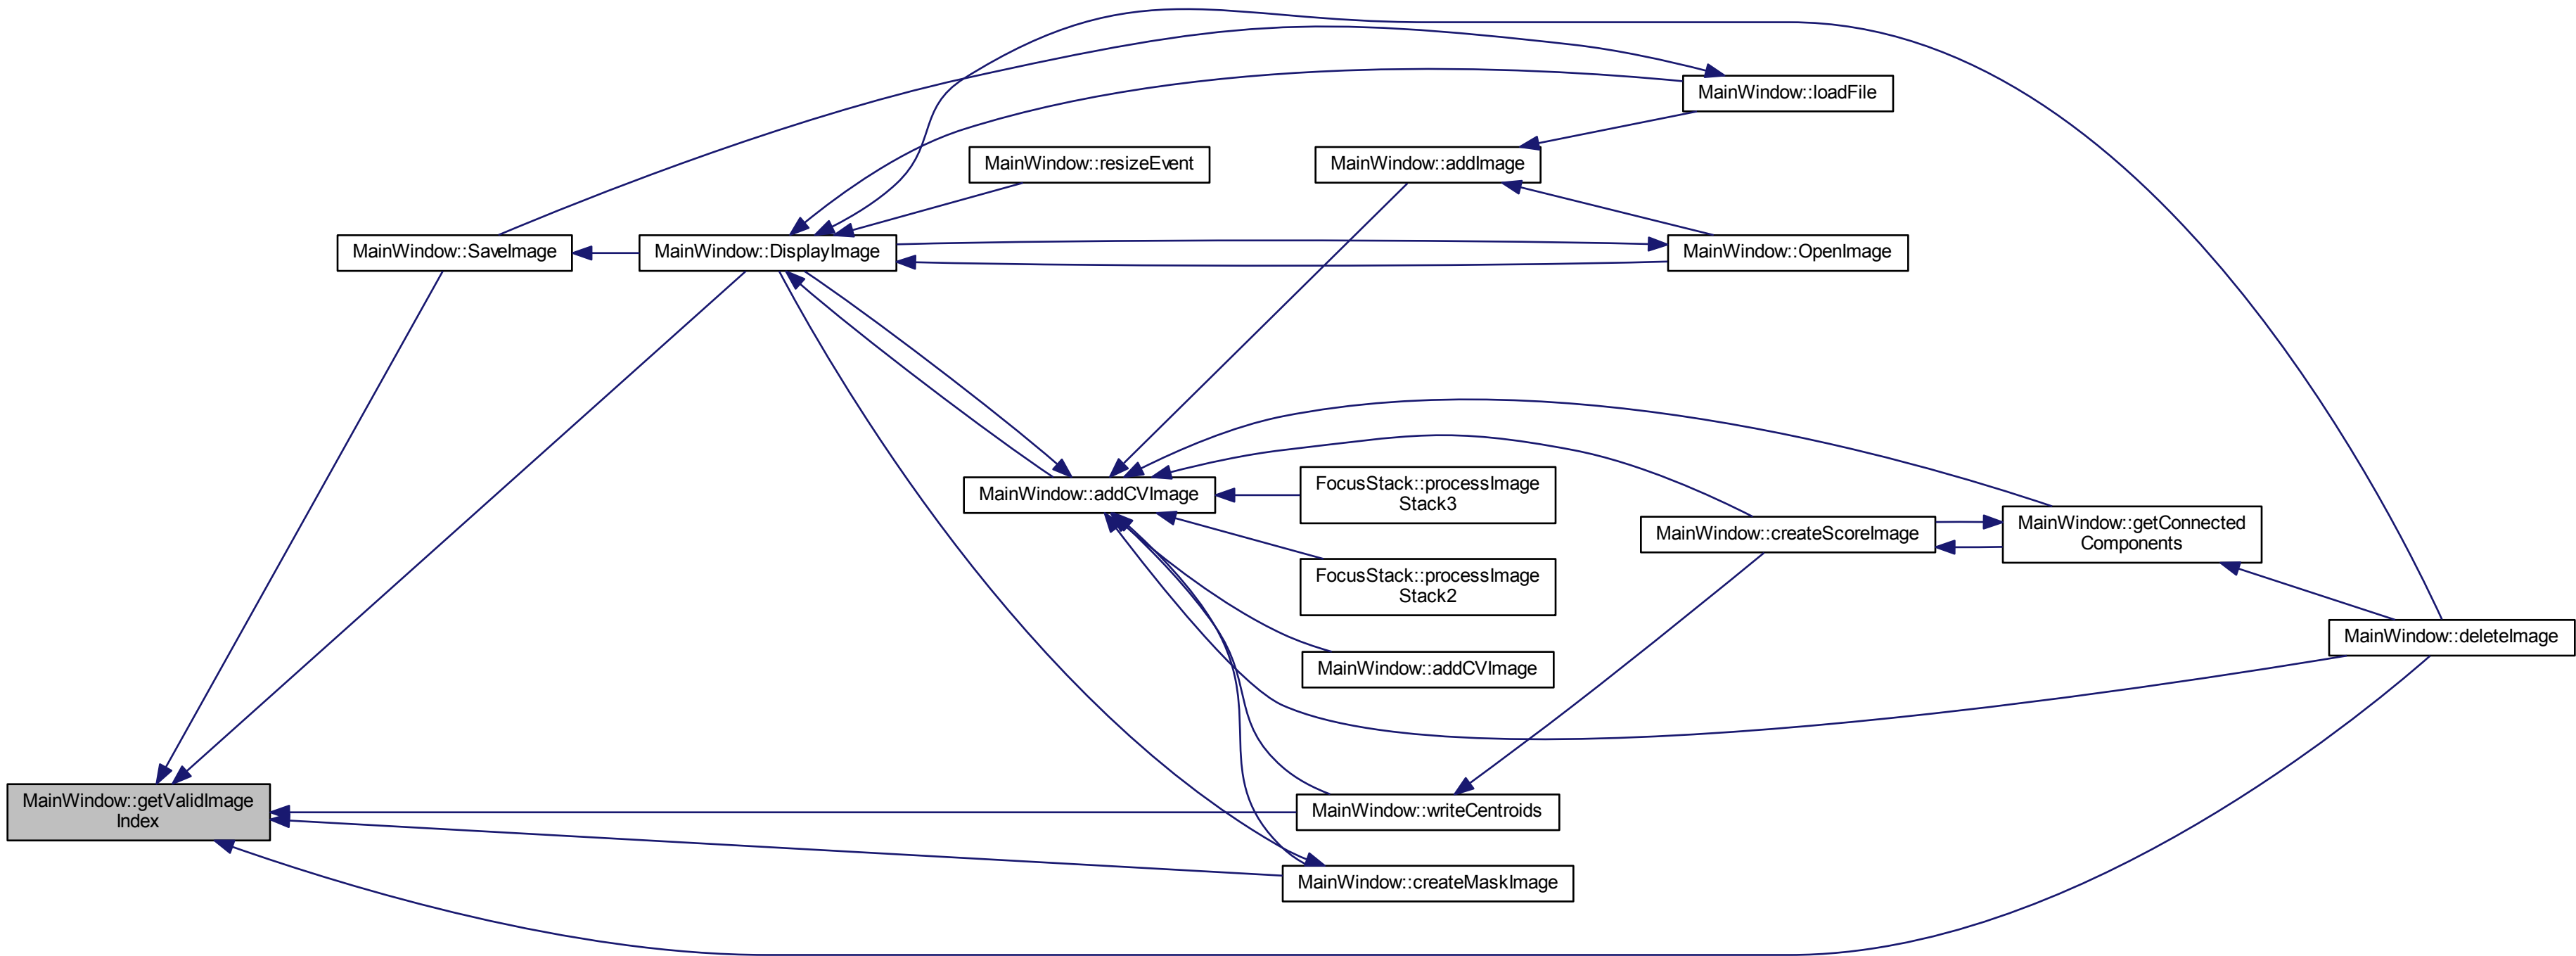 MainWindow::loadFile
MainWindow::resizeEvent
MainWindow::addImage
MainWindow::SaveImage
MainWindow::DisplayImage
MainWindow::OpenImage
MainWindow::addCVImage
FocusStack::processImage
Stack3
MainWindow::createScoreImage
MainWindow::getConnected
Components
FocusStack::processImage
Stack2
MainWindow::deleteImage
MainWindow::addCVImage
MainWindow::getValidImage
Index
MainWindow::writeCentroids
MainWindow::createMaskImage